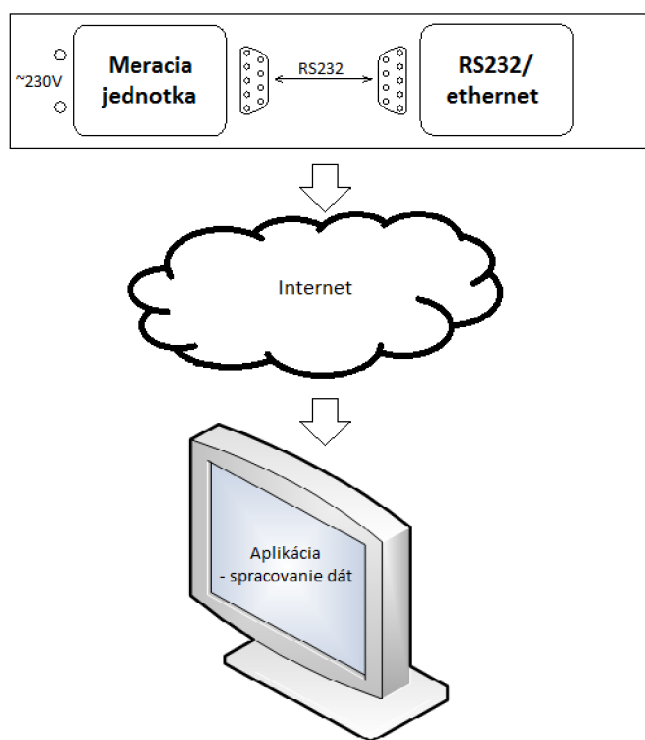 ~230V
Meracia
jednotka
RS232
RS232/
ethernet
Internet
Aplikácia
- spracovanie dát